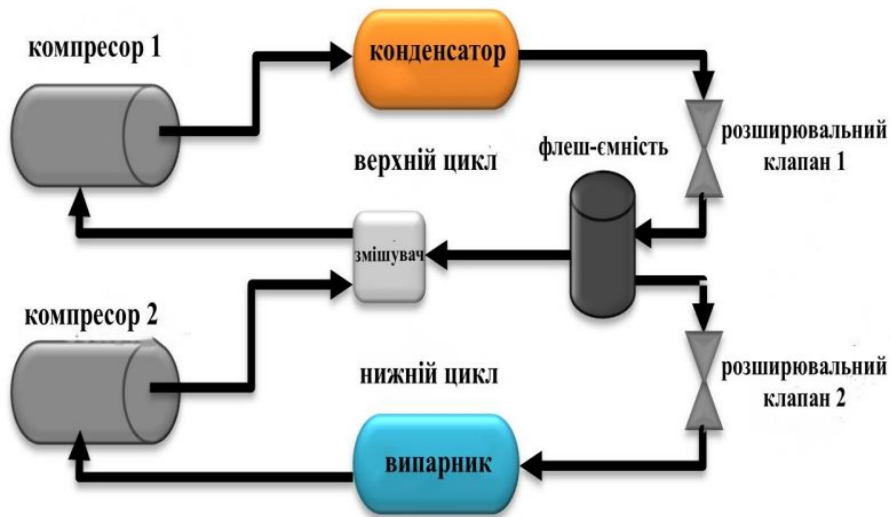 компресор 1
конденсатор
розширювальний
клапан 1
флеш-ємність
верхній цикл
змішувач
компресор 2
нижній цикл
розширювальний
клапан 2
випарник